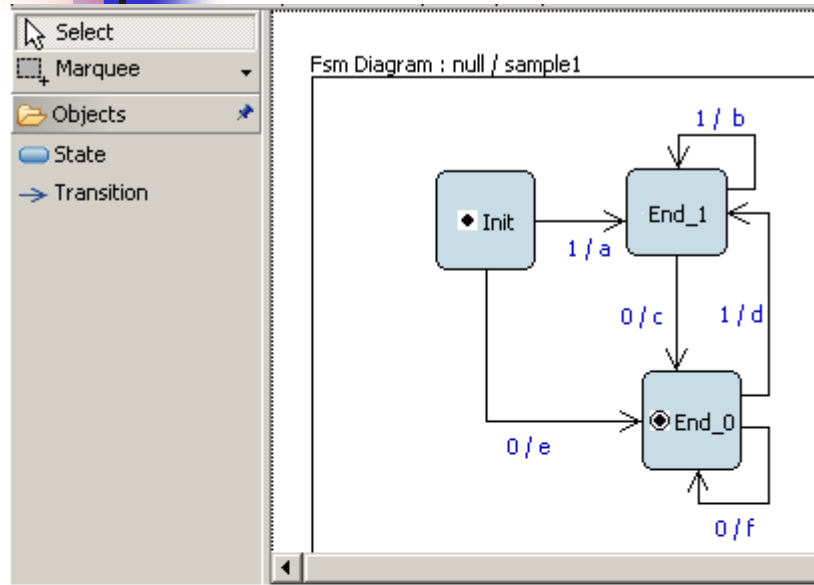 Select
Marquee
Objects
State
Transition
Fsm Diagram : null / sample1
1 / b
Init
End_1
1 / a
0 / c
1 / d
End_0
0 / e
0 / f